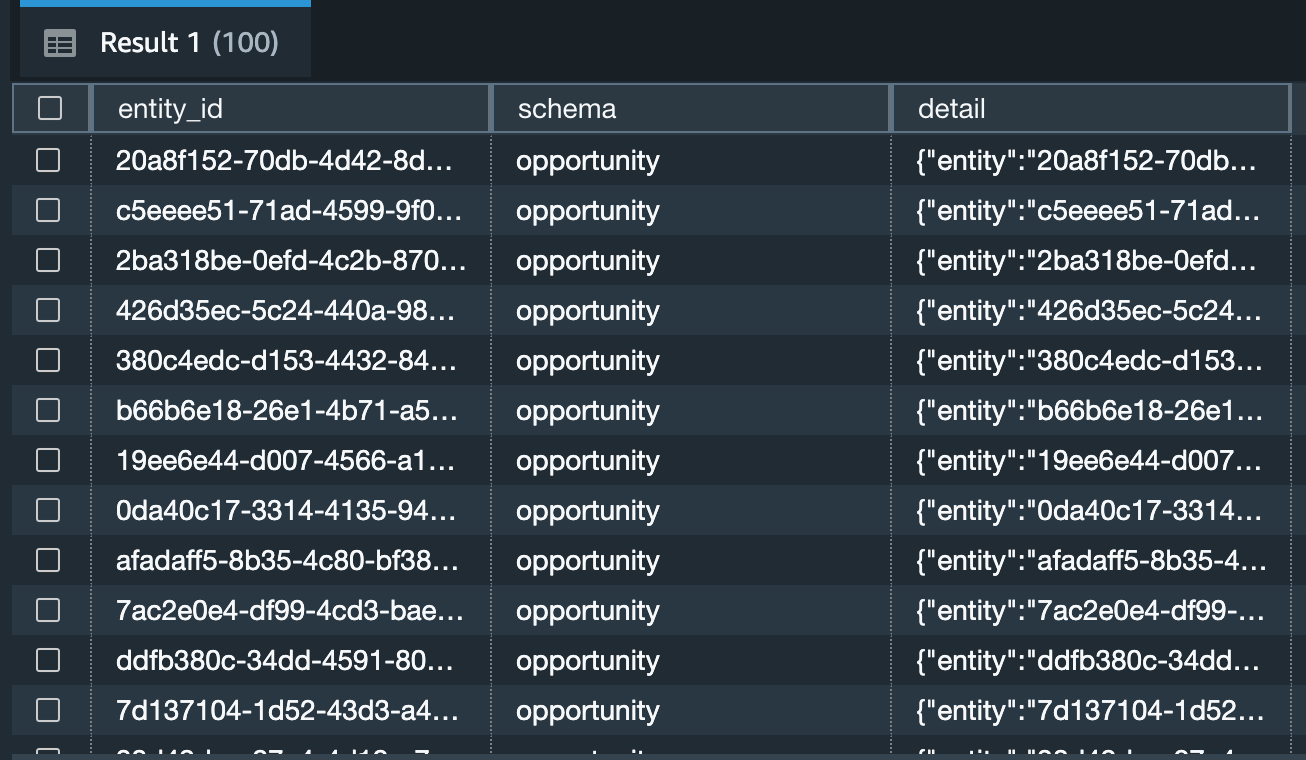 Result 1 (100)
entity_id schema detail
20a8f152-70db-4d42-8d... opportunity {"entity":"20a8f152-70db...
c5eeee51-71ad-4599-9f0... opportunity {"entity":"c5eeee51-71ad...
2ba318be-0efd-4c2b-870... opportunity {"entity":"2ba318be-0efd...
426d35ec-5c24-440a-98... opportunity {"entity":"426d35ec-5c24...
380c4edc-d153-4432-84... opportunity {"entity":"380c4edc-d153...
b66b6e18-26e1-4b71-a5... opportunity {"entity":"b66b6e18-26e1...
19ee6e44-d007-4566-a1... opportunity {"entity":"19ee6e44-d007...
0da40c17-3314-4135-94... opportunity {"entity":"0da40c17-3314...
afadaff5-8b35-4c80-bf38... opportunity {"entity":"afadaff5-8b35-4...
7ac2e0e4-df99-4cd3-bae... opportunity {"entity":"7ac2e0e4-df99-...
ddfb380c-34dd-4591-80... opportunity {"entity":"ddfb380c-34dd...
7d137104-1d52-43d3-a4... opportunity {"entity":"7d137104-1d52...